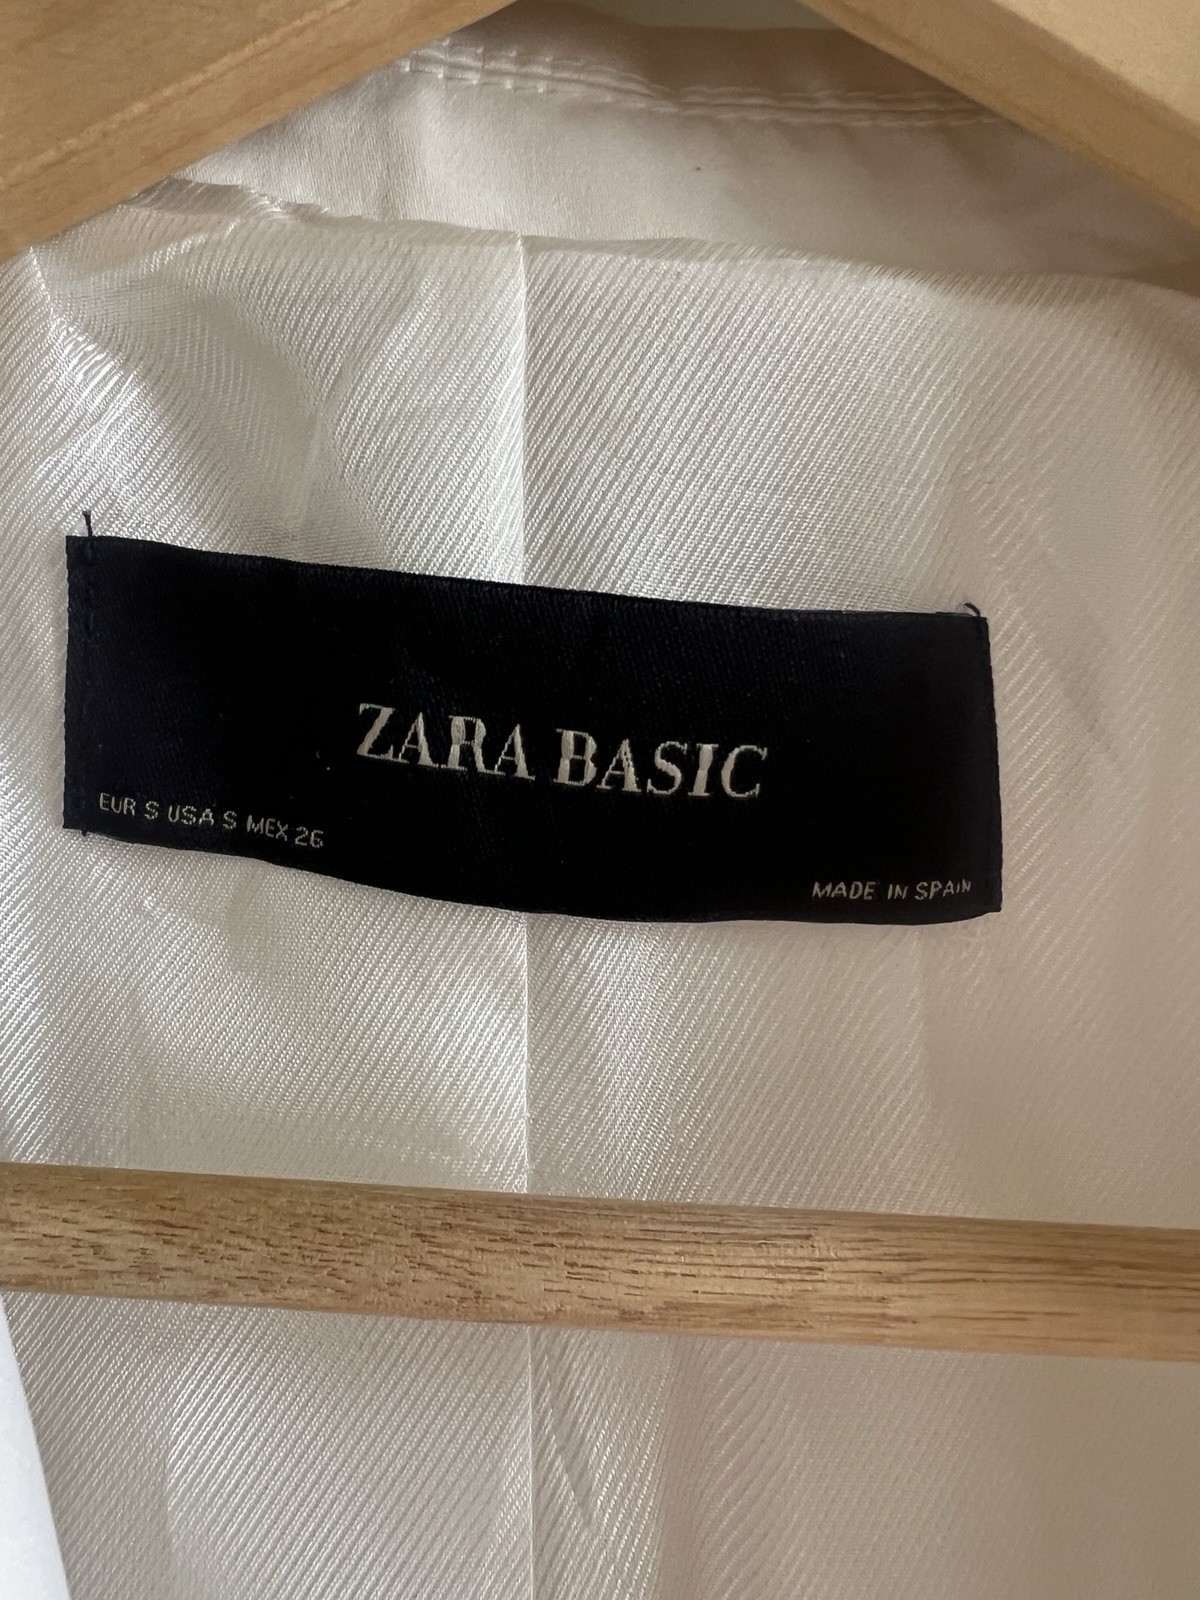 ZARA BASIC
EUR S USA S MEX 26
MADE IN SPAIN